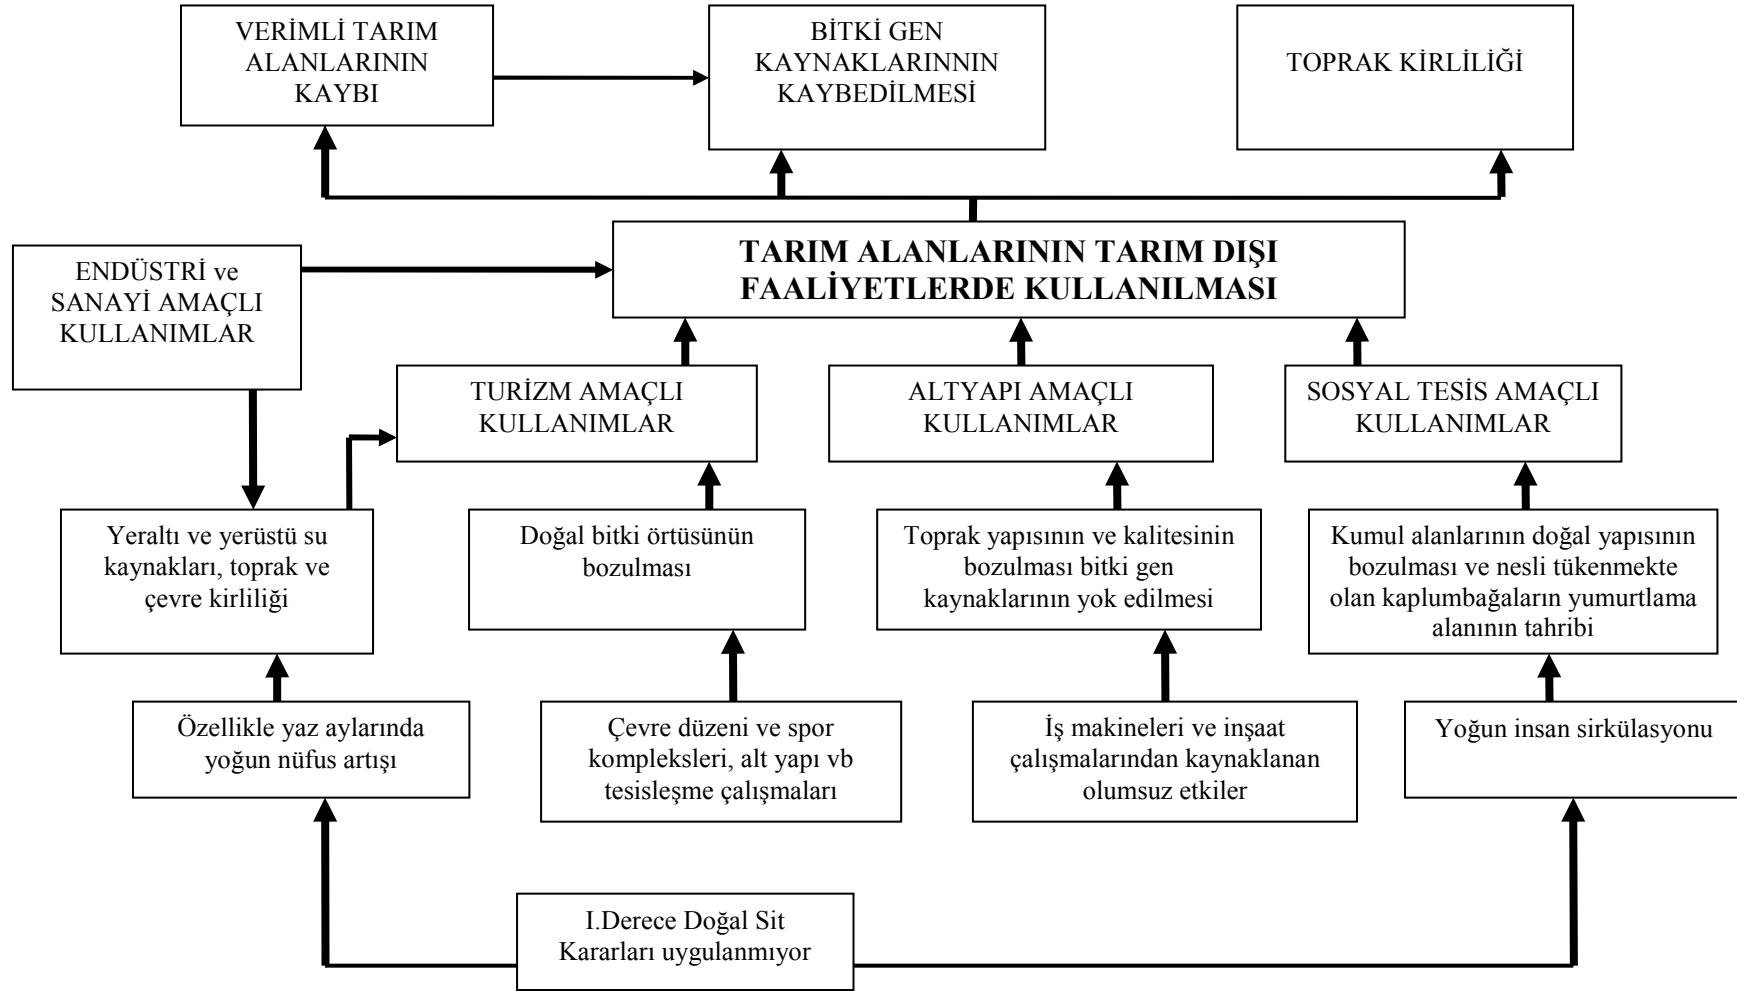 VERİMLİ TARIM
ALANLARININ
KAYBI
BİTKİ GEN
KAYNAKLARINNIN
KAYBEDİLMESİ
TOPRAK KİRLİLİĞİ
TARIM ALANLARININ TARIM DIŞI
FAALİYETLERDE KULLANILMASI
ENDÜSTRİ ve
SANAYİ AMAÇLI
KULLANIMLAR
TURİZM AMAÇLI
KULLANIMLAR
ALTYAPI AMAÇLI
KULLANIMLAR
SOSYAL TESİS AMAÇLI
KULLANIMLAR
Yeraltı ve yerüstü su
kaynakları, toprak ve
çevre kirliliği
Doğal bitki örtüsünün
bozulması
Toprak yapısının ve kalitesinin
bozulması bitki gen
kaynaklarının yok edilmesi
Kumul alanlarının doğal yapısının
bozulması ve nesli tükenmekte
olan kaplumbağaların yumurtlama
alanının tahribi
Özellikle yaz aylarında
yoğun nüfus artışı
Çevre düzeni ve spor
kompleksleri, alt yapı vb
tesisleşme çalışmaları
İş makineleri ve inşaat
çalışmalarından kaynaklanan
olumsuz etkiler
Yoğun insan sirkülasyonu
I.Derece Doğal Sit
Kararları uygulanmıyor